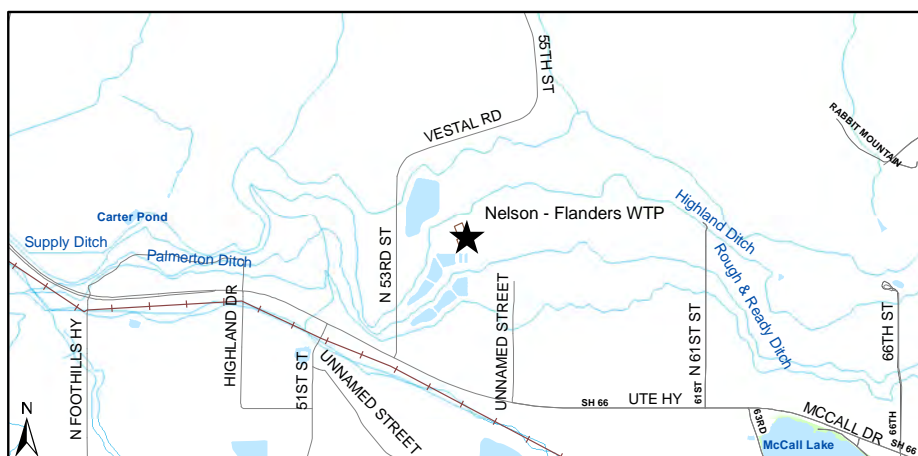 55TH ST
VESTAL RD
RABBIT MOUNTAIN
Carter Pond
Nelson - Flanders WTP
Highland Ditch
Supply Ditch
Palmerton Ditch
N 53RD ST
Rough & Ready Ditch
UNNAMED STREET
N 61ST ST
66TH ST
HIGHLAND DR
N FOOTHILLS HY
51ST ST
UNNAMED STREET
61ST
SH 66
UTE HY
MCCALL DR
63RD
66TH
SH 66
McCall Lake
N